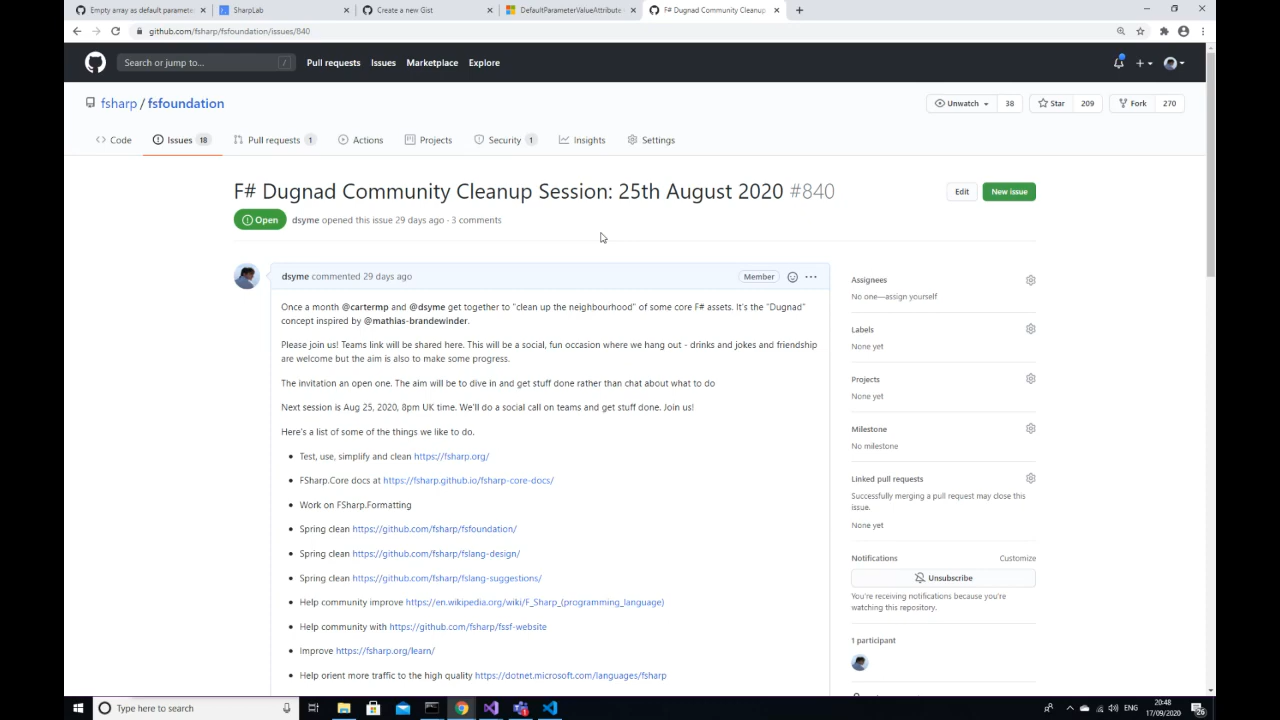 Empty array as default paramete
SharpLab
Create a new Gist
DefaultParameterValueAttribute
F# Dugnad Community Cleanup
github.com/fsharp/fsfoundation/issues/840
Search or jump to...
/
Pull requests
Issues
Marketplace
Explore
fsharp / fsfoundation
Unwatch
38
Star
209
Fork
270
Code
Issues 18
Pull requests 1
Actions
Projects
Security 1
Insights
Settings
F# Dugnad Community Cleanup Session: 25th August 2020 #840
Edit
New issue
Open
dsyme opened this issue 29 days ago · 3 comments
dsyme commented 29 days ago
Member
Once a month @cartermp and @dsyme get together to "clean up the neighbourhood" of some core F# assets. It's the "Dugnad"
concept inspired by @mathias-brandewinder.
Please join us! Teams link will be shared here. This will be a social, fun occasion where we hang out - drinks and jokes and friendship
are welcome but the aim is also to make some progress.
The invitation an open one. The aim will be to dive in and get stuff done rather than chat about what to do
Next session is Aug 25, 2020, 8pm UK time. We'll do a social call on teams and get stuff done. Join us!
Here's a list of some of the things we like to do.
• Test, use, simplify and clean https://fsharp.org/
• FSharp.Core docs at https://fsharp.github.io/fsharp-core-docs/
• Work on FSharp.Formatting
• Spring clean https://github.com/fsharp/fsfoundation/
• Spring clean https://github.com/fsharp/fslang-design/
• Spring clean https://github.com/fsharp/fslang-suggestions/
• Help community improve https://en.wikipedia.org/wiki/F_Sharp_(programming_language)
• Help community with https://github.com/fsharp/fssf-website
• Improve https://fsharp.org/learn/
• Help orient more traffic to the high quality https://dotnet.microsoft.com/languages/fsharp
Assignees
No one—assign yourself
Labels
None yet
Projects
None yet
Milestone
No milestone
Linked pull requests
Successfully merging a pull request may close this
issue.
None yet
Notifications
Customize
Unsubscribe
You're receiving notifications because you're
watching this repository.
1 participant
Type here to search
ENG
20:48
17/09/2020
26